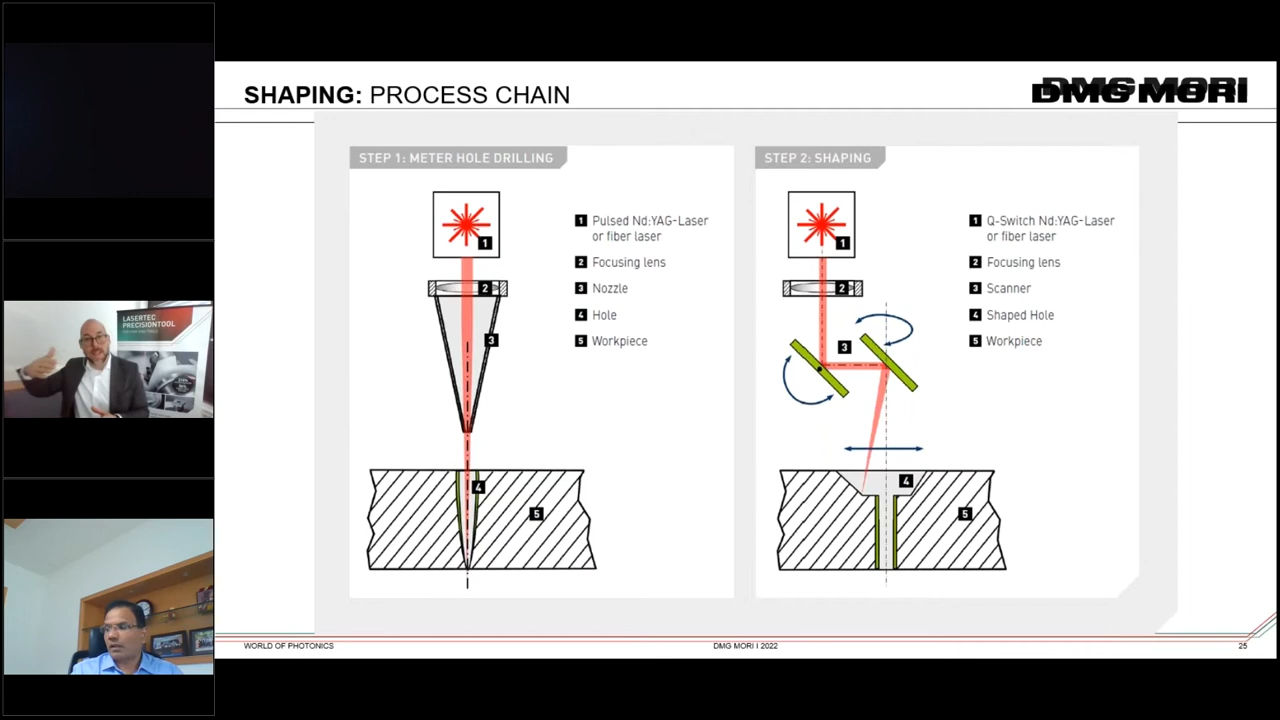 SHAPING: PROCESS CHAIN
DMG MORI
STEP 1: METER HOLE DRILLING
1
1 Pulsed Nd:YAG-Laser
or fiber laser
2
2 Focusing lens
3 Nozzle
3
4 Hole
5 Workpiece
4
5
STEP 2: SHAPING
1
1 Q-Switch Nd:YAG-Laser
or fiber laser
2
2 Focusing lens
3 Scanner
3
4 Shaped Hole
5 Workpiece
4
5
LASERTEC
PRECISIONTOOL
WORLD OF PHOTONICS
DMG MORI I 2022
25